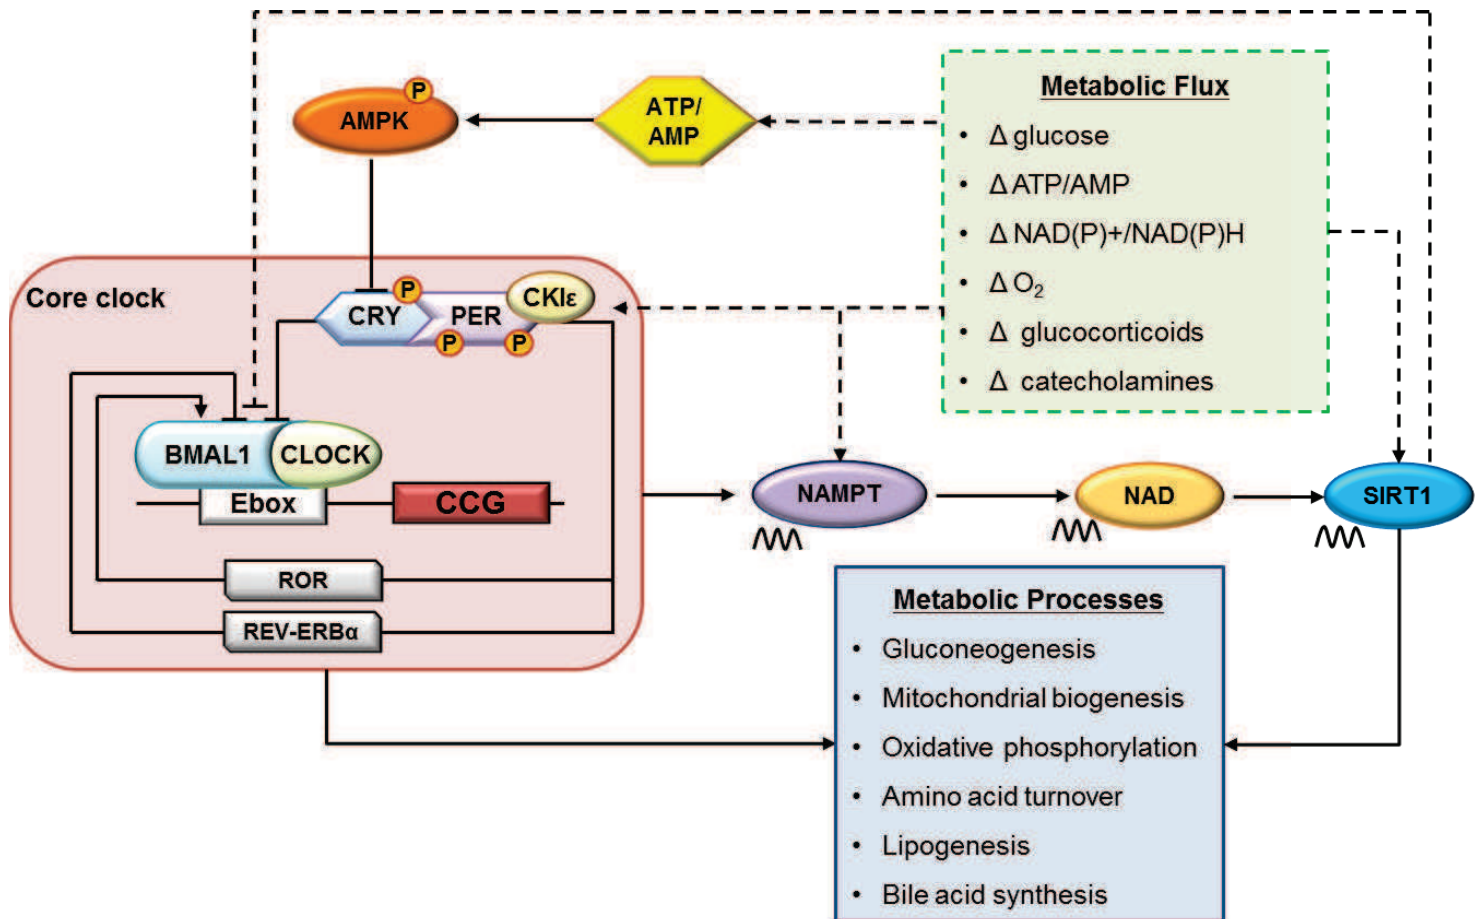 Metabolic Flux
• Δ glucose
• Δ ATP/AMP
• Δ NAD(P)+/NAD(P)H
• Δ O₂
• Δ glucocorticoids
• Δ catecholamines
P
AMPK
ATP/
AMP
Core clock
P
CRY
PER
CKIε
P
P
BMAL1
CLOCK
Ebox
CCG
ROR
REV-ERBα
NAMPT
NAD
SIRT1
Metabolic Processes
• Gluconeogenesis
• Mitochondrial biogenesis
• Oxidative phosphorylation
• Amino acid turnover
• Lipogenesis
• Bile acid synthesis